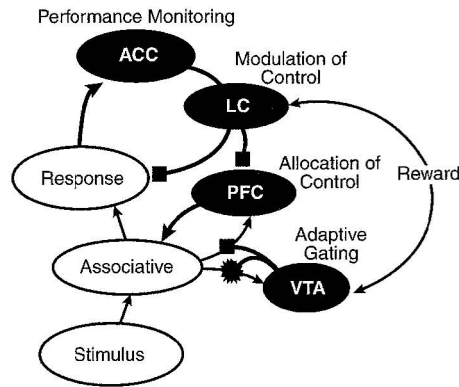 Performance Monitoring
ACC
Modulation of
Control
LC
Response
PFC
Allocation of
Control
Reward
Adaptive
Gating
Associative
VTA
Stimulus